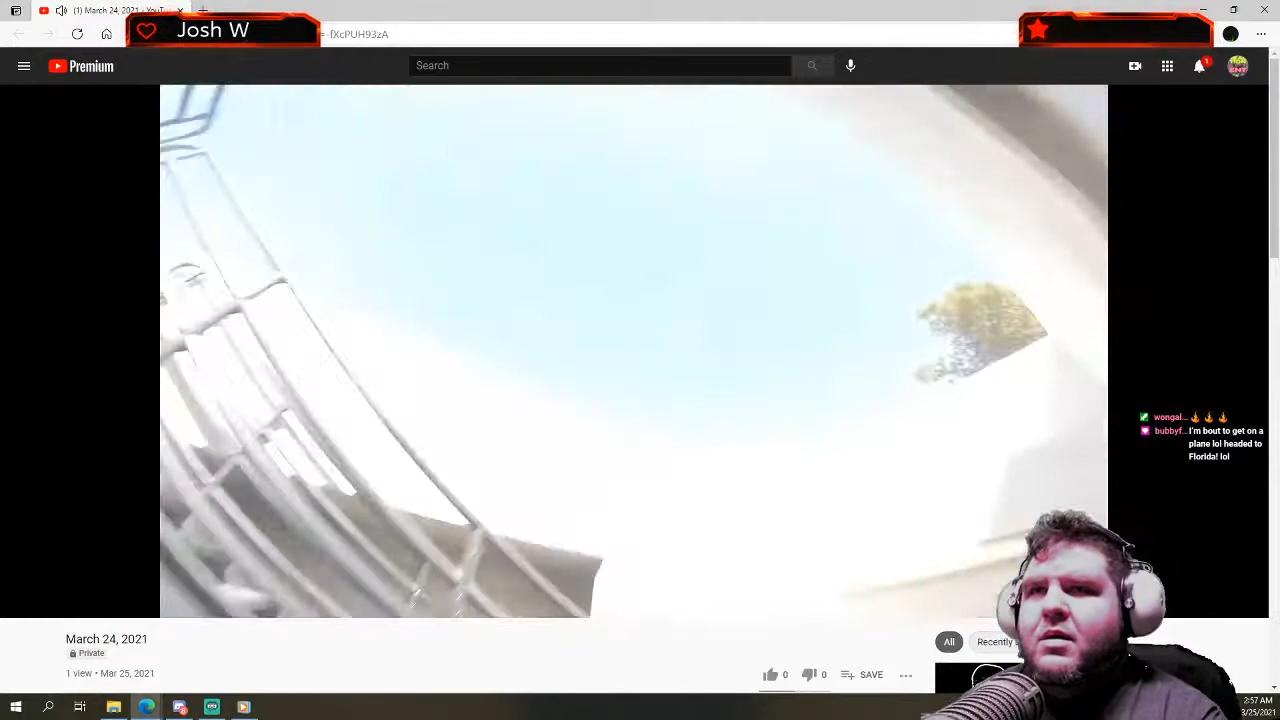 (1) March 24, 2021 - YouTu
Josh W
=-fXcPUH93zA
Premium
Search
1
wongal...
bubbyf... I'm bout to get on a
plane lol headed to
Florida! lol
March 24, 2021
Private
1 view • Mar 25, 2021
0
0
SAVE
All
Recently
2:57 AM
3/25/2021